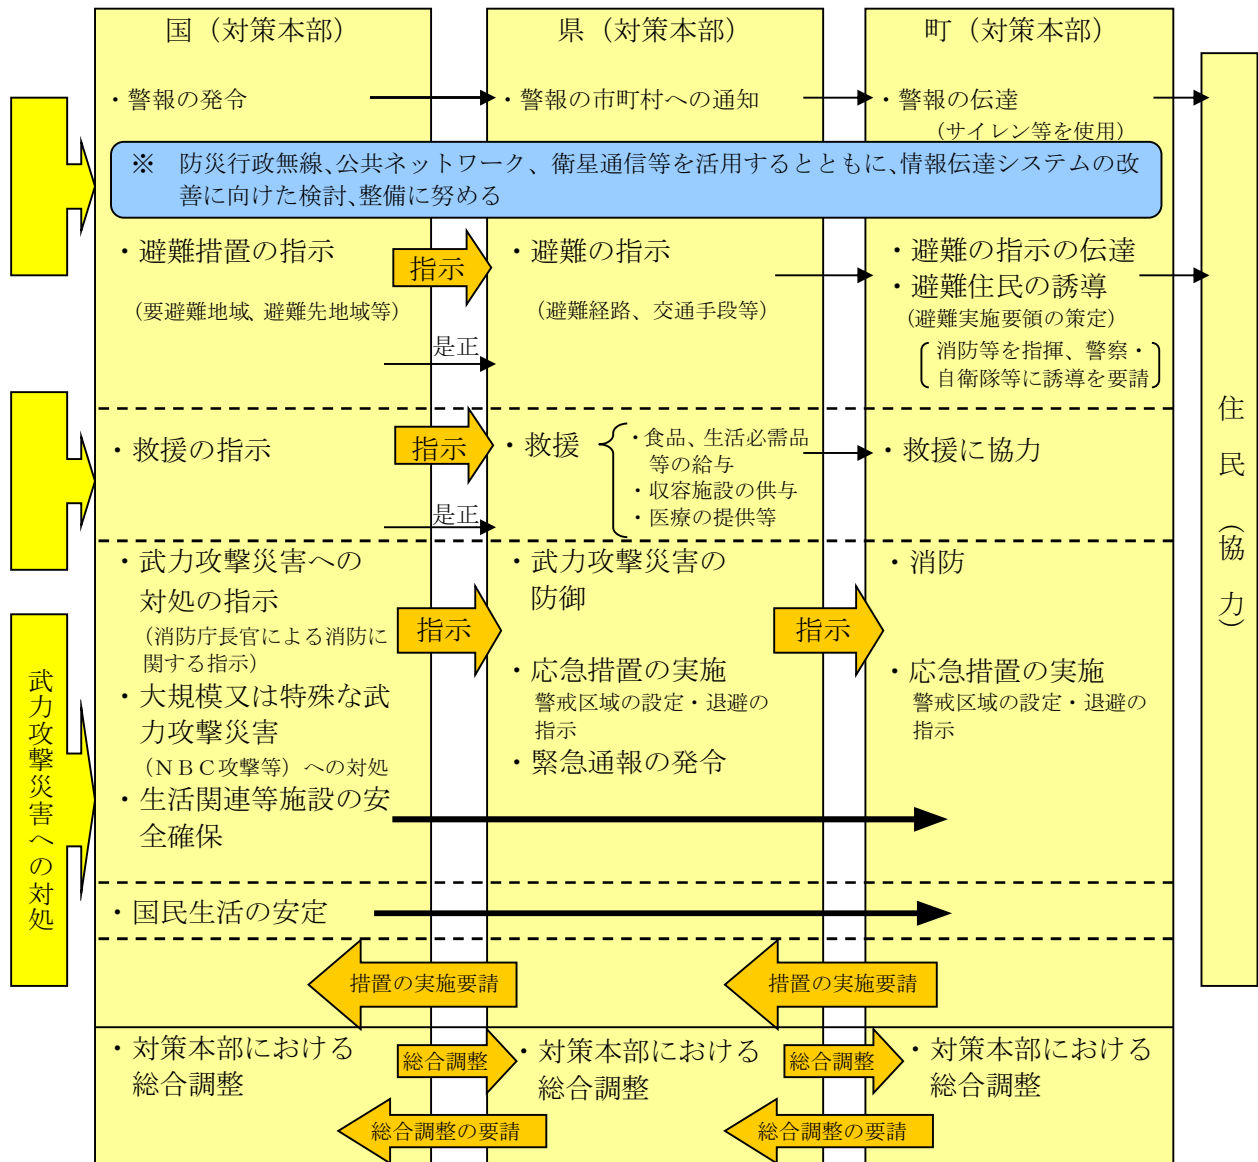 国（対策本部）
県（対策本部）
町（対策本部）
・警報の発令
・警報の市町村への通知
・警報の伝達
（サイレン等を使用）
※　防災行政無線、公共ネットワーク、衛星通信等を活用するとともに、情報伝達システムの改
善に向けた検討、整備に努める
・避難措置の指示
指示
・避難の指示
・避難の指示の伝達
・避難住民の誘導
（要避難地域、避難先地域等）
（避難経路、交通手段等）
（避難実施要領の策定）
是正
消防等を指揮、警察・
自衛隊等に誘導を要請
・救援の指示
指示
・救援
・食品、生活必需品
等の給与
・収容施設の供与
・医療の提供等
・救援に協力
是正
・武力攻撃災害への
対処の指示
（消防庁長官による消防に
関する指示）
・大規模又は特殊な武
力攻撃災害
（ＮＢＣ攻撃等）への対処
・生活関連等施設の安
全確保
指示
・武力攻撃災害の
防御
・応急措置の実施
警戒区域の設定・退避の
指示
・緊急通報の発令
指示
・消防
・応急措置の実施
警戒区域の設定・退避の
指示
武力攻撃災害への対処
住民（協力）
・国民生活の安定
措置の実施要請
措置の実施要請
・対策本部における
総合調整
総合調整
・対策本部における
総合調整
総合調整
・対策本部における
総合調整
総合調整の要請
総合調整の要請